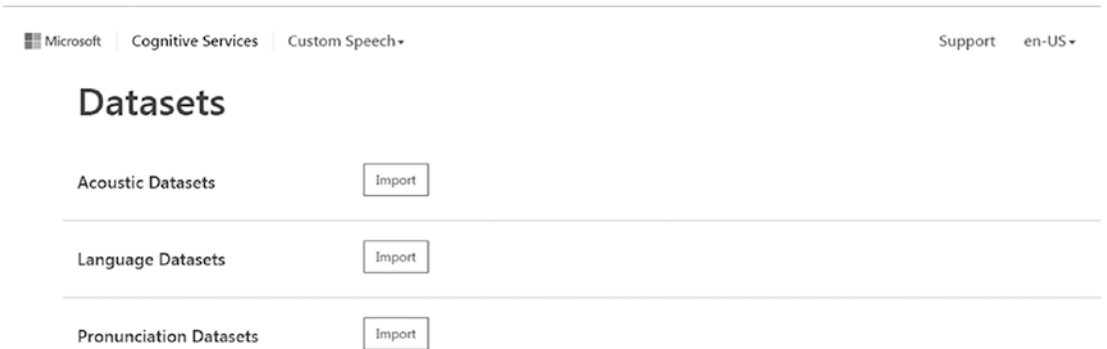 Microsoft Cognitive Services Custom Speech Support en-US
Datasets
Acoustic Datasets Import
Language Datasets Import
Pronunciation Datasets Import